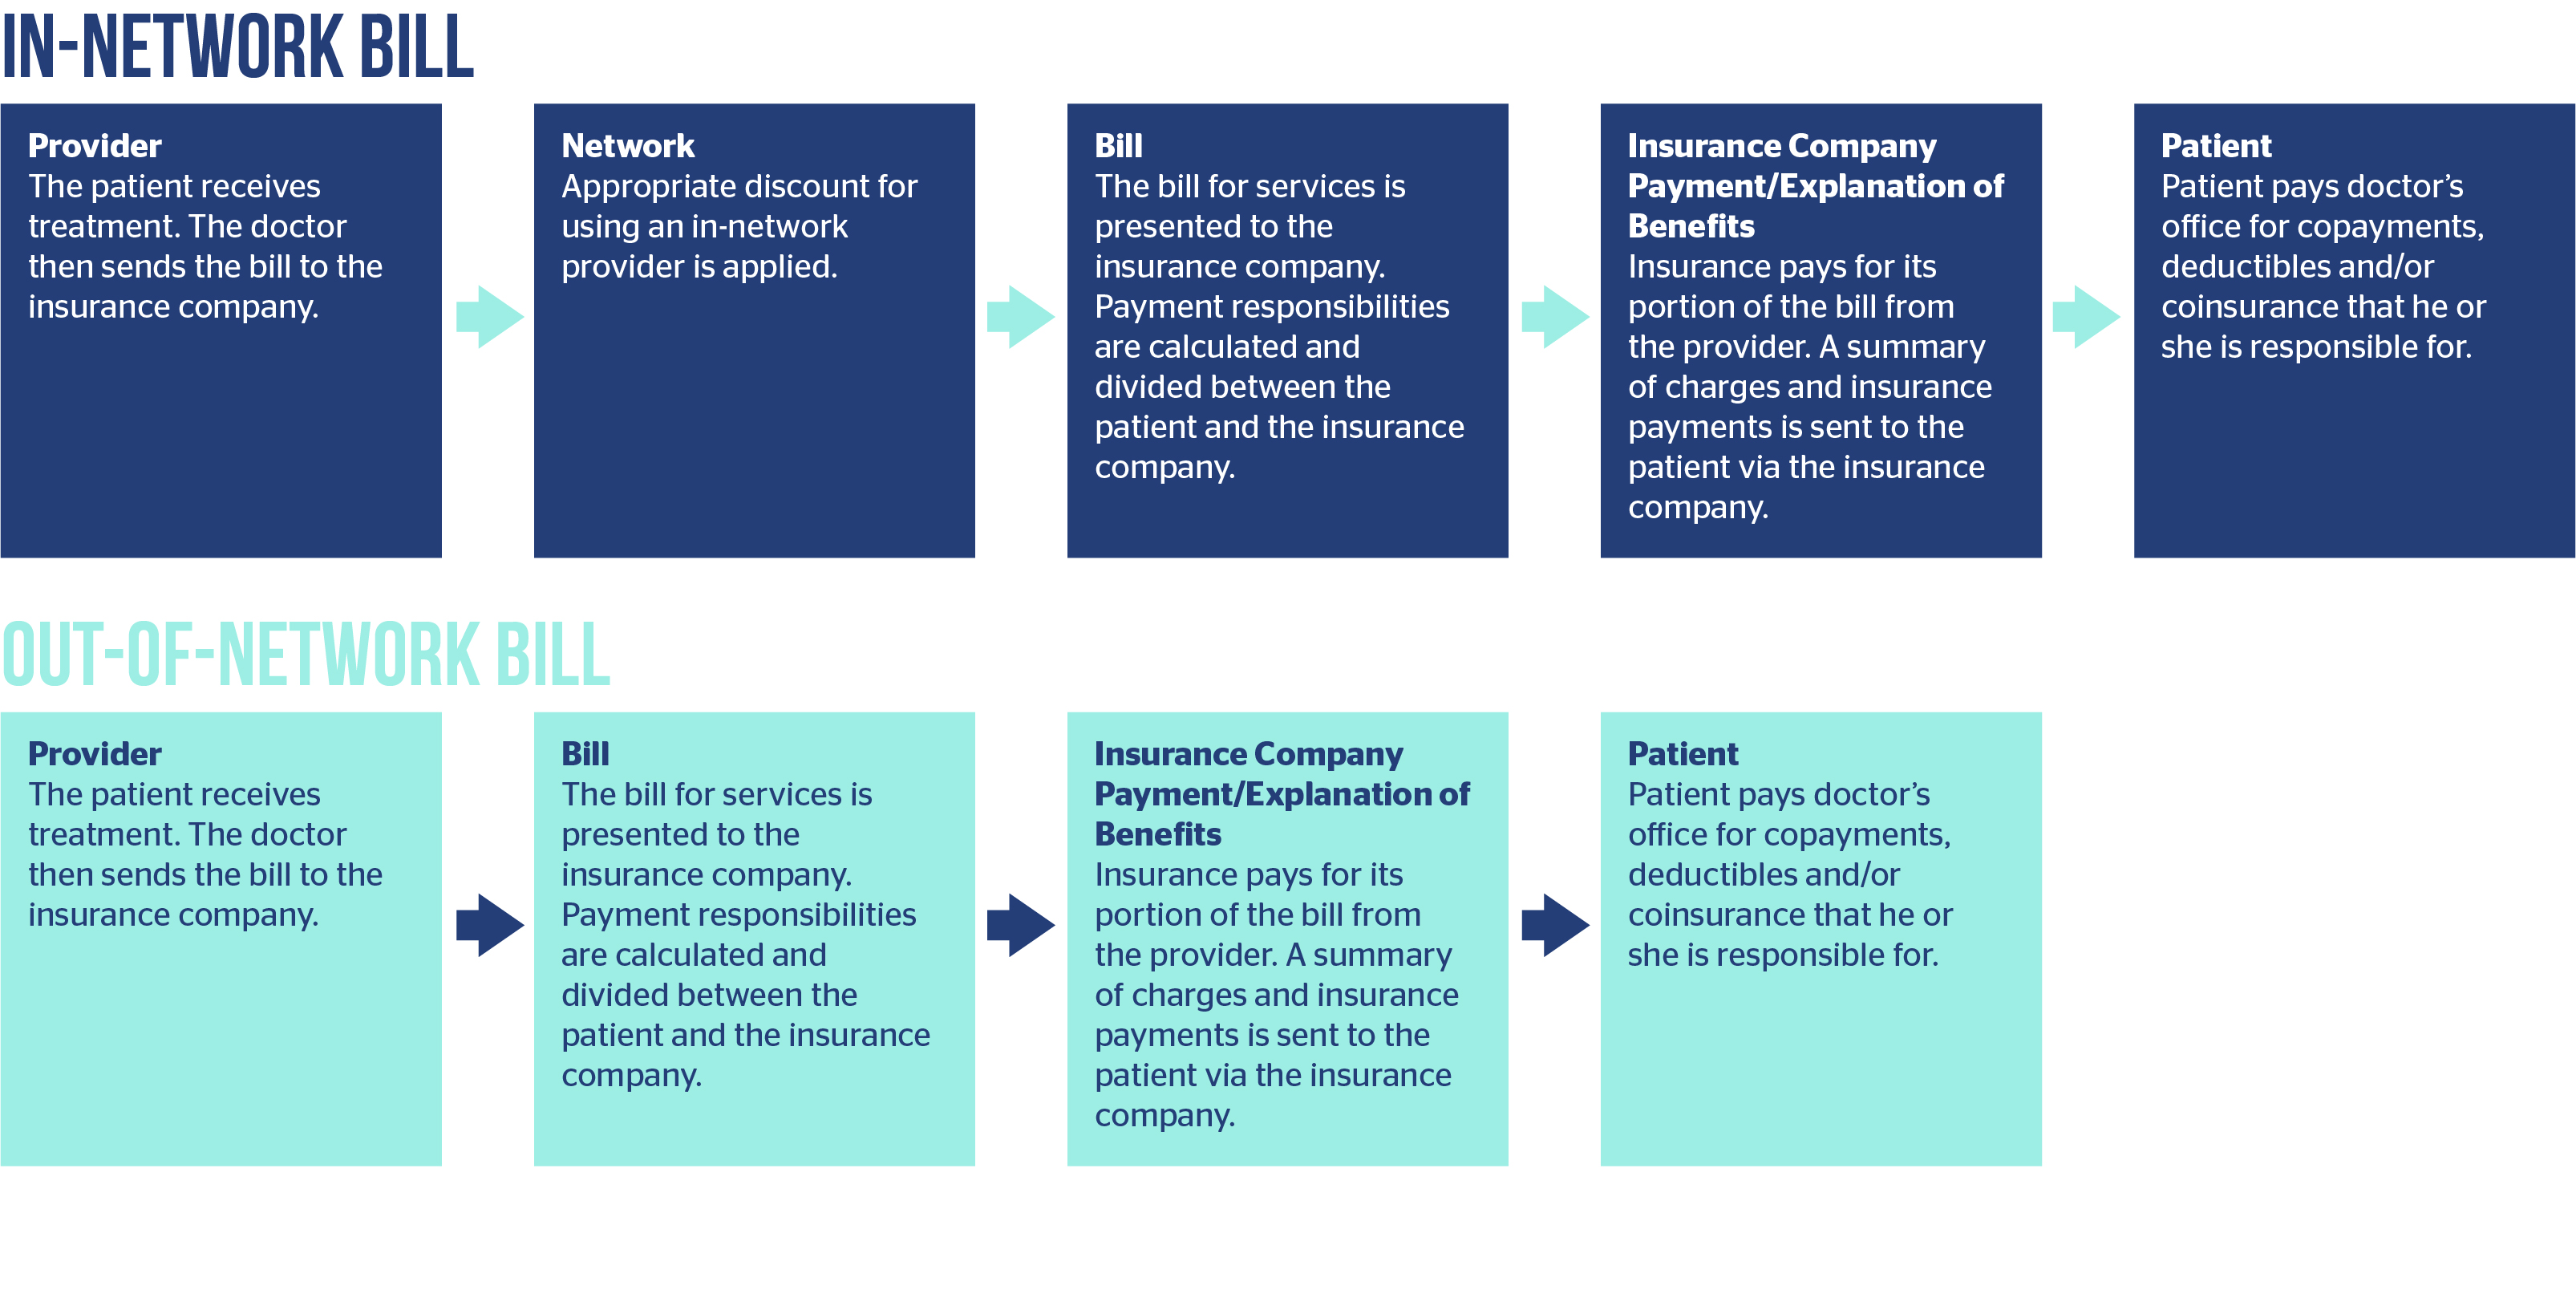 IN-NETWORK BILL
Provider
The patient receives
treatment. The doctor
then sends the bill to the
insurance company.
Network
Appropriate discount for
using an in-network
provider is applied.
Bill
The bill for services is
presented to the
insurance company.
Payment responsibilities
are calculated and
divided between the
patient and the insurance
company.
Insurance Company
Payment/Explanation of
Benefits
Insurance pays for its
portion of the bill from
the provider. A summary
of charges and insurance
payments is sent to the
patient via the insurance
company.
Patient
Patient pays doctor’s
office for copayments,
deductibles and/or
coinsurance that he or
she is responsible for.
OUT-OF-NETWORK BILL
Provider
The patient receives
treatment. The doctor
then sends the bill to the
insurance company.
Bill
The bill for services is
presented to the
insurance company.
Payment responsibilities
are calculated and
divided between the
patient and the insurance
company.
Insurance Company
Payment/Explanation of
Benefits
Insurance pays for its
portion of the bill from
the provider. A summary
of charges and insurance
payments is sent to the
patient via the insurance
company.
Patient
Patient pays doctor’s
office for copayments,
deductibles and/or
coinsurance that he or
she is responsible for.